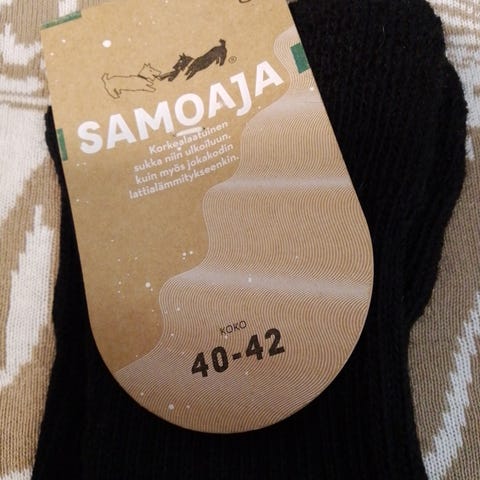 ®
SAMOAJA
Korkealaatuinen
sukka niin ulkoiluun,
kuin myös jokakodin
lattialämmitykseenkin.
KOKO
40-42